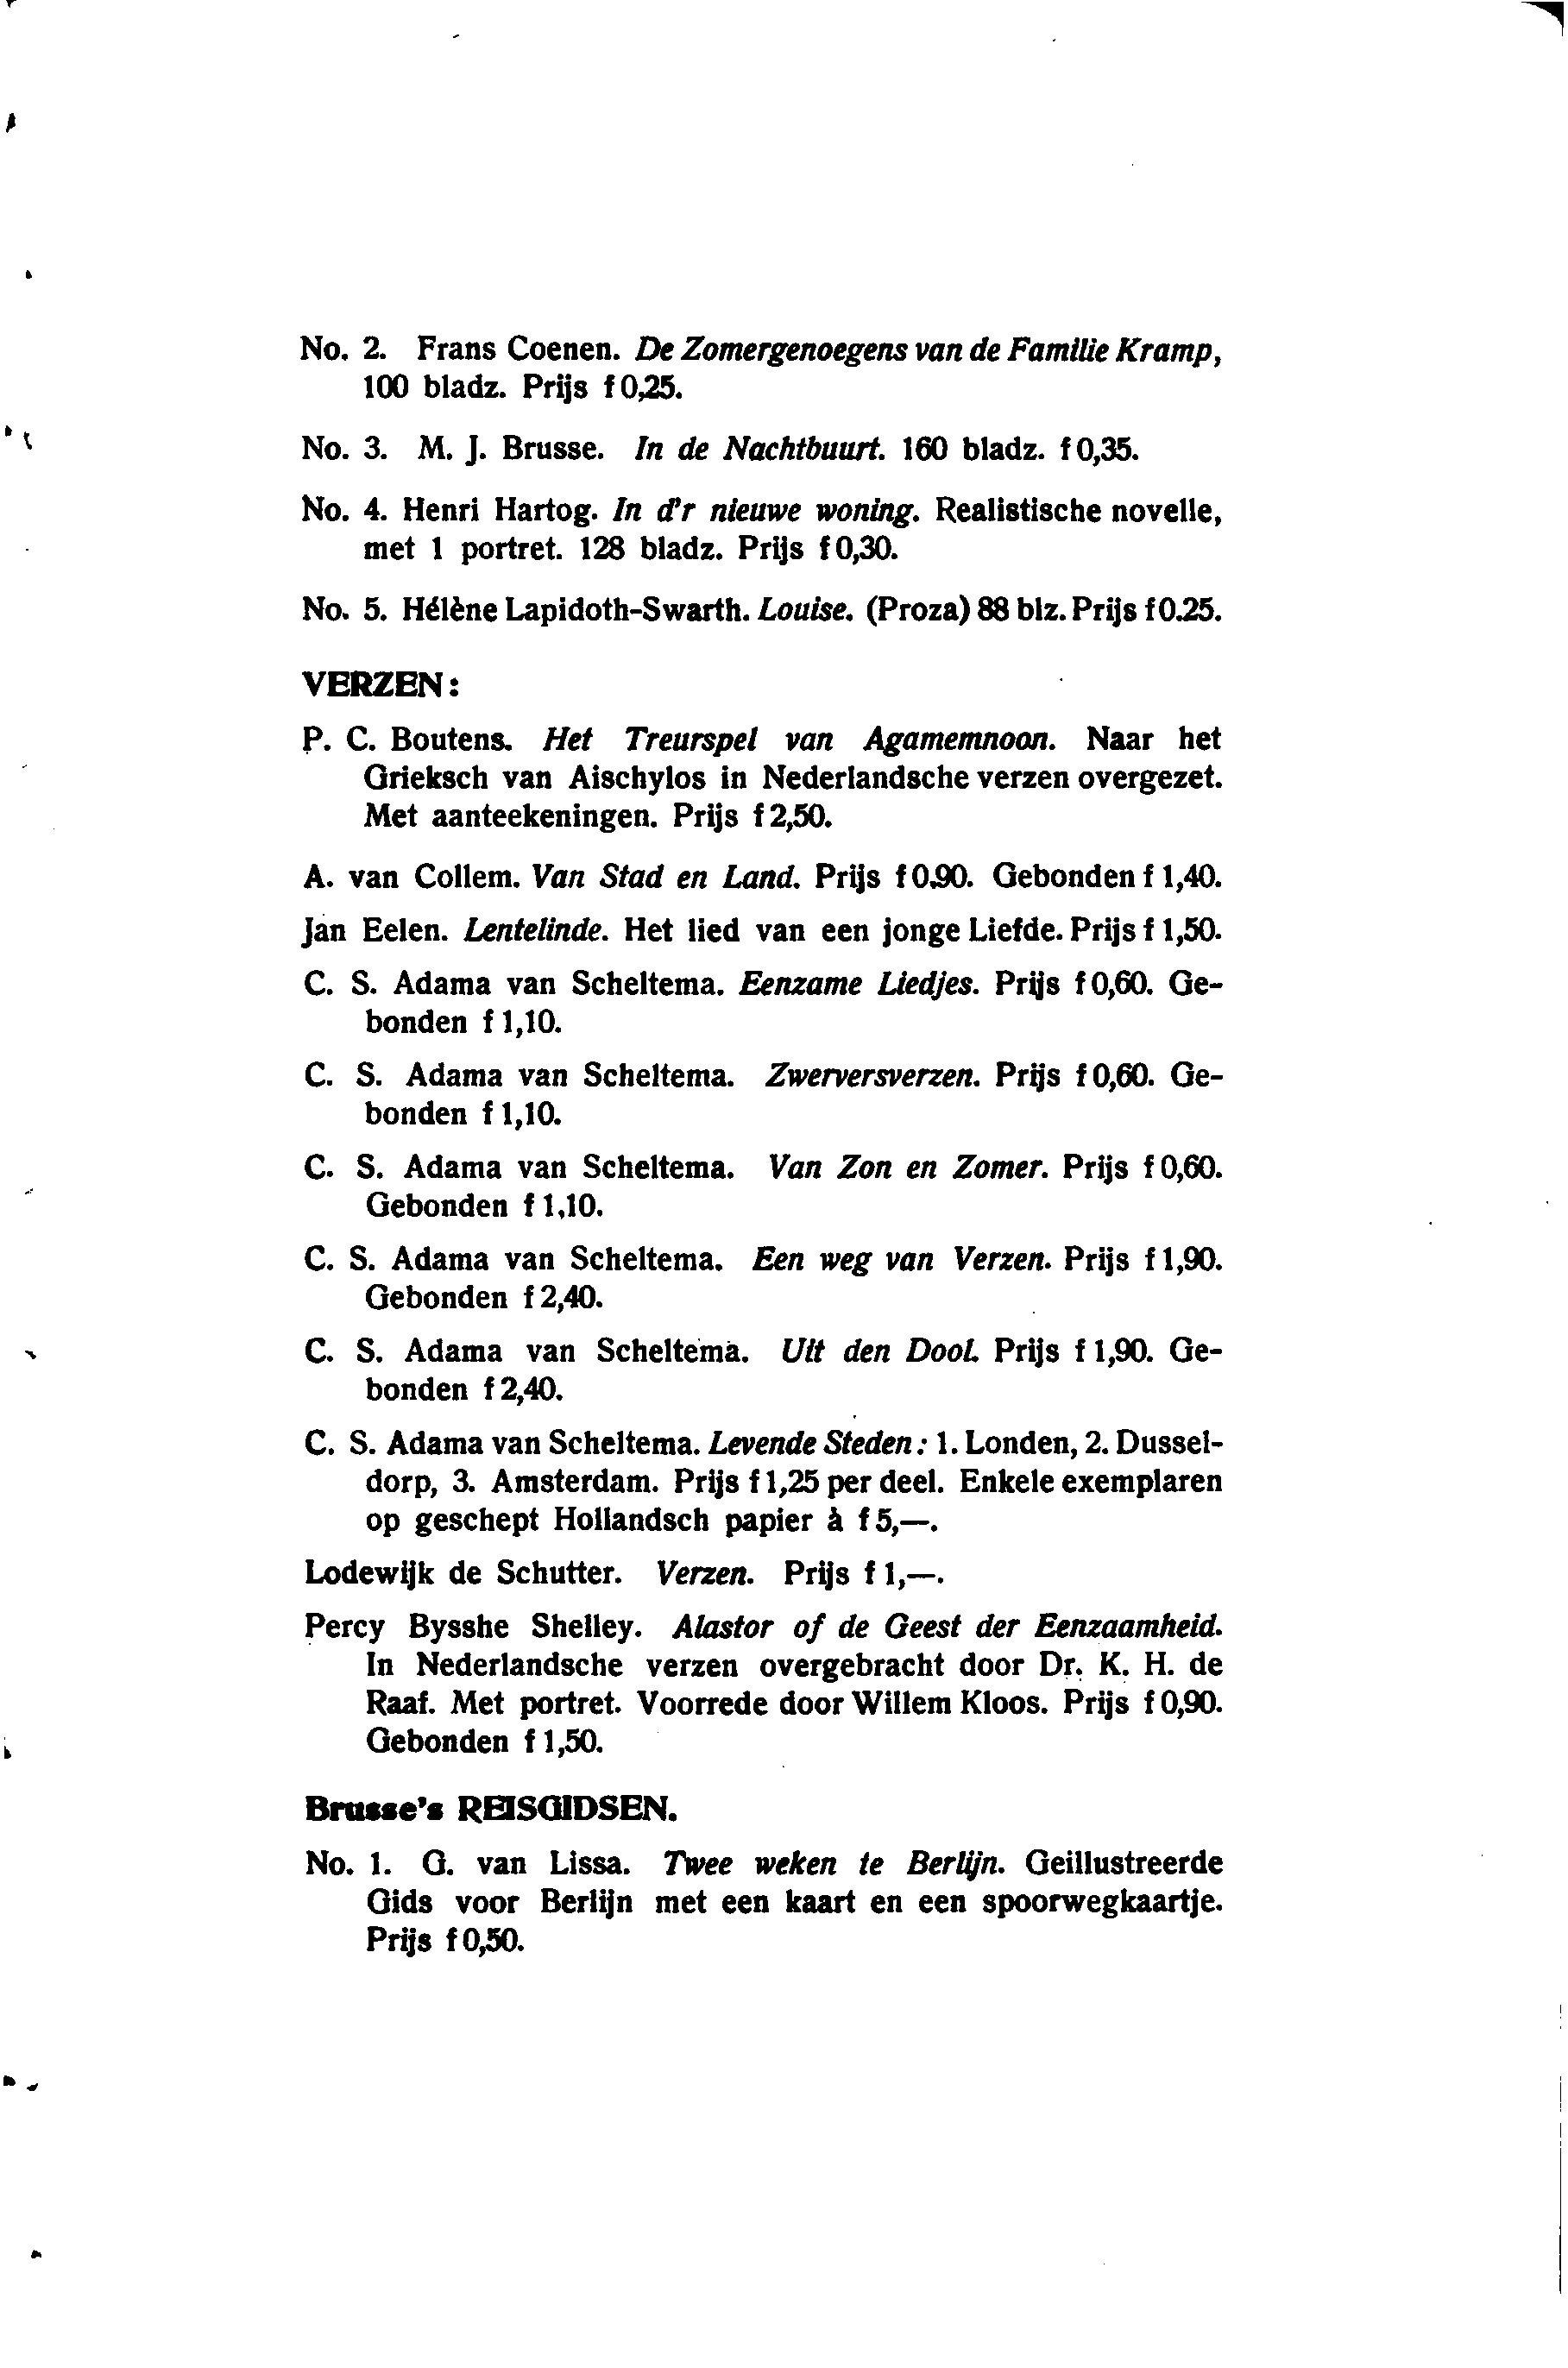 No. 2. Frans Coenen. De Zomergenoegens van de Familie Kramp,
100 bladz. Prijs f 0,25.
No. 3. M. J. Brusse. In de Nachtbuurt. 160 bladz. f 0,35.
No. 4. Henri Hartog. In d'r nieuwe woning. Realistische novelle,
met 1 portret. 128 bladz. Prijs f 0,30.
No. 5. Hélène Lapidoth-Swarth. Louise. (Proza) 88 blz. Prijs f 0.25.
VERZEN:
P. C. Boutens. Het Treurspel van Agamemnoon. Naar het
Grieksch van Aischylos in Nederlandsche verzen overgezet.
Met aanteekeningen. Prijs f 2,50.
A. van Collem. Van Stad en Land. Prijs f 0.90. Gebonden f 1,40.
Jan Eelen. Lentelinde. Het lied van een jonge Liefde. Prijs f 1,50.
C. S. Adama van Scheltema. Eenzame Liedjes. Prijs f 0,60. Ge-
bonden f 1,10.
C. S. Adama van Scheltema. Zwerversverzen. Prijs f 0,60. Ge-
bonden f 1,10.
C. S. Adama van Scheltema. Van Zon en Zomer. Prijs f 0,60.
Gebonden f 1,10.
C. S. Adama van Scheltema. Een weg van Verzen. Prijs f 1,90.
Gebonden f 2,40.
C. S. Adama van Scheltema. Uit den Dool. Prijs f 1,90. Ge-
bonden f 2,40.
C. S. Adama van Scheltema. Levende Steden: 1. Londen, 2. Dussel-
dorp, 3. Amsterdam. Prijs f 1,25 per deel. Enkele exemplaren
op geschept Hollandsch papier à f 5,—.
Lodewijk de Schutter. Verzen. Prijs f 1,—.
Percy Bysshe Shelley. Alastor of de Geest der Eenzaamheid.
In Nederlandsche verzen overgebracht door Dr. K. H. de
Raaf. Met portret. Voorrede door Willem Kloos. Prijs f 0,90.
Gebonden f 1,50.
Brusse's REISGIDSEN.
No. 1. G. van Lissa. Twee weken te Berlijn. Geillustreerde
Gids voor Berlijn met een kaart en een spoorwegkaartje.
Prijs f 0,50.